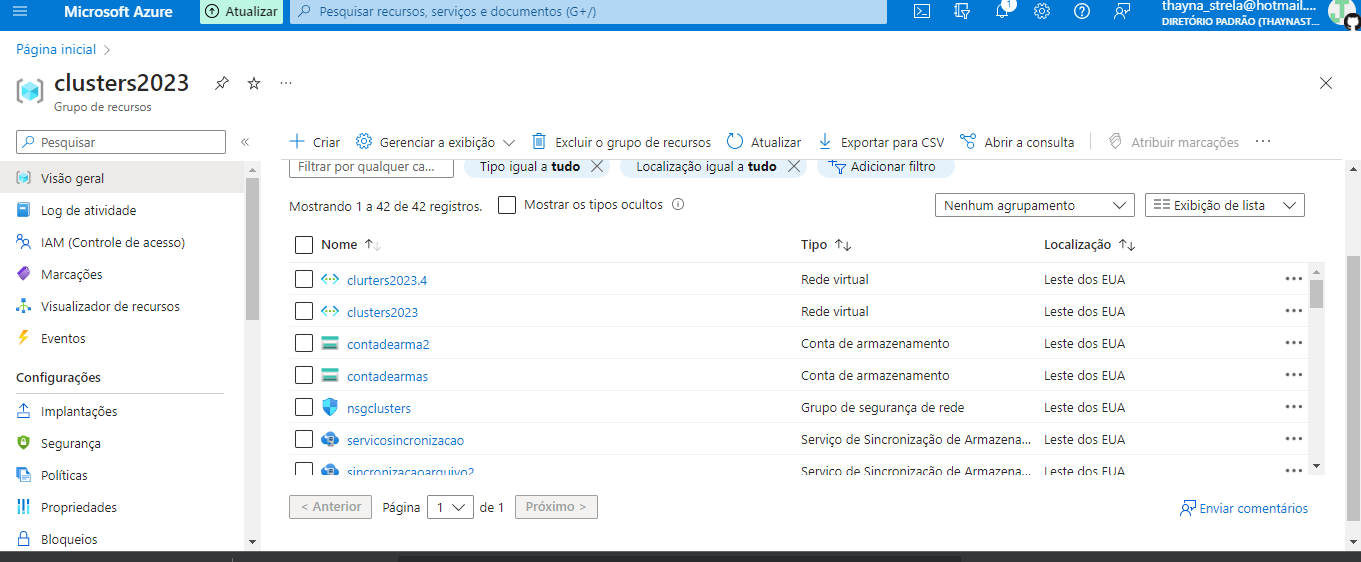 Microsoft Azure
Atualizar
Pesquisar recursos, serviços e documentos (G+/)
1
thayna_strela@hotmail....
DIRETÓRIO PADRÃO (THAYNAST...
Página inicial
clusters2023
Grupo de recursos
Pesquisar
Criar
Gerenciar a exibição
Excluir o grupo de recursos
Atualizar
Exportar para CSV
Abrir a consulta
Atribuir marcações
Visão geral
Log de atividade
IAM (Controle de acesso)
Marcações
Visualizador de recursos
Eventos
Configurações
Implantações
Segurança
Políticas
Propriedades
Bloqueios
Filtrar por qualquer ca...
Tipo igual a tudo
Localização igual a tudo
Adicionar filtro
Mostrando 1 a 42 de 42 registros.
Mostrar os tipos ocultos
Nenhum agrupamento
Exibição de lista
Nome Tipo Localização
clurters2023.4 Rede virtual Leste dos EUA
clusters2023 Rede virtual Leste dos EUA
contadearma2 Conta de armazenamento Leste dos EUA
contadearmas Conta de armazenamento Leste dos EUA
nsgclusters Grupo de segurança de rede Leste dos EUA
servicosincronizacao Serviço de Sincronização de Armazena... Leste dos EUA
sincronizacaoarquivo2 Serviço de Sincronização de Armazena... Leste dos EUA
< Anterior
Página 1 de 1
Próximo >
Enviar comentários